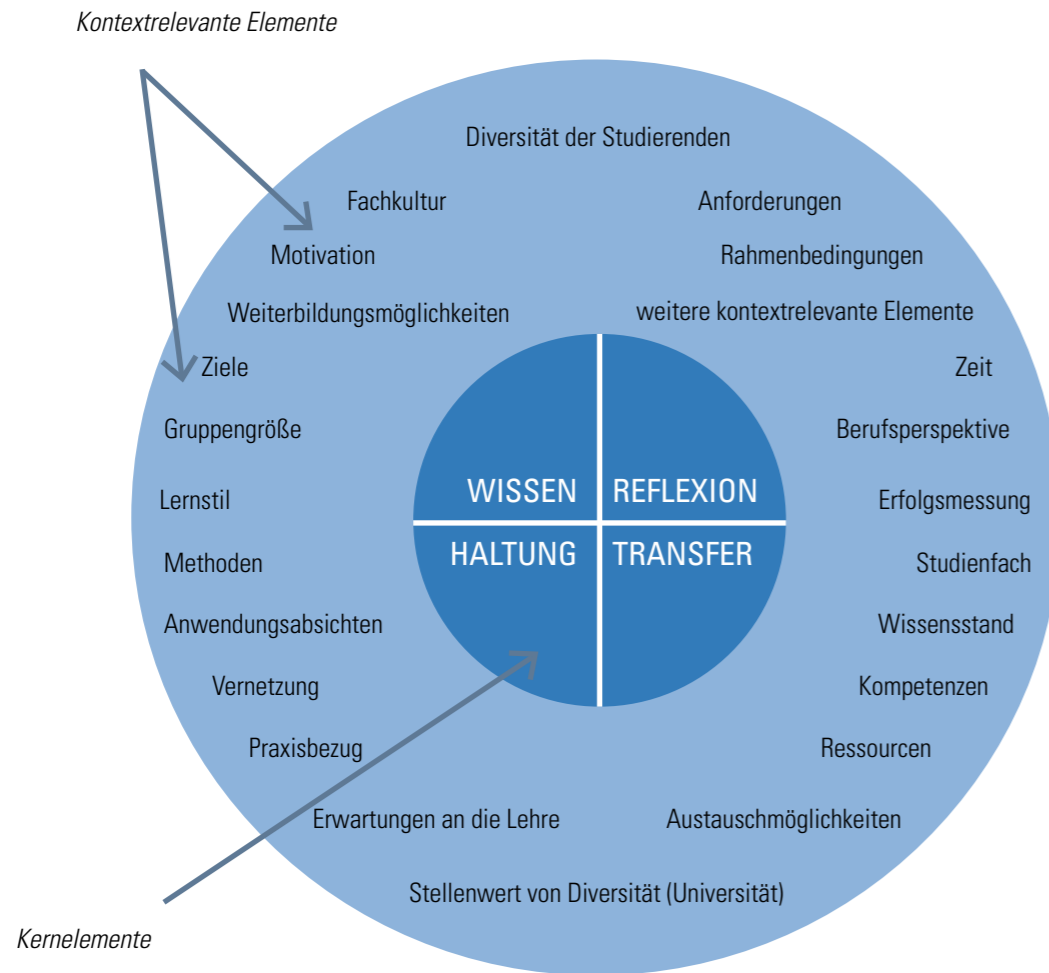 Kontextrelevante Elemente
Diversität der Studierenden
Fachkultur
Anforderungen
Motivation
Rahmenbedingungen
Weiterbildungsmöglichkeiten
weitere kontextrelevante Elemente
Ziele
Zeit
Gruppengröße
Berufsperspektive
WISSEN
REFLEXION
Lernstil
Erfolgsmessung
HALTUNG
TRANSFER
Methoden
Studienfach
Anwendungsabsichten
Wissensstand
Vernetzung
Kompetenzen
Praxisbezug
Ressourcen
Erwartungen an die Lehre
Austauschmöglichkeiten
Stellenwert von Diversität (Universität)
Kernelemente